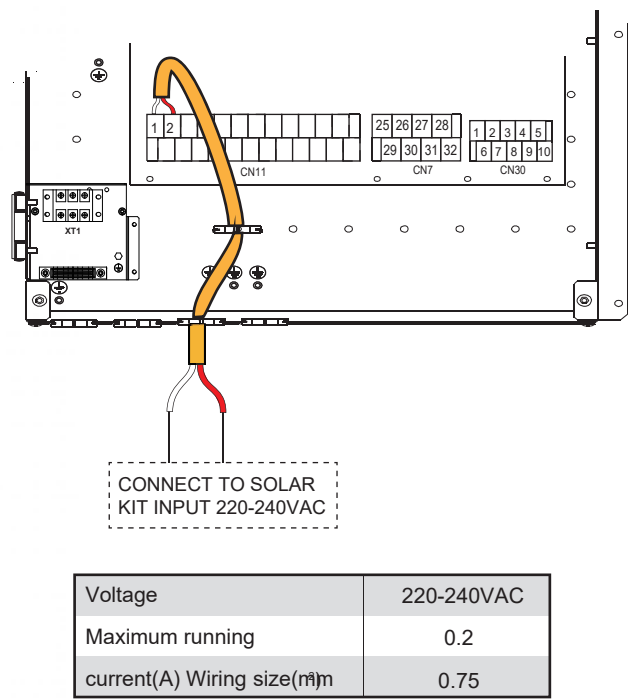 1 2
25 26 27 28
29 30 31 32
1 2 3 4 5
6 7 8 9 10
CN11
CN7
CN30
XT1
CONNECT TO SOLAR
KIT INPUT 220-240VAC
Voltage 220-240VAC
Maximum running 0.2
current(A) Wiring size(mm²) 0.75